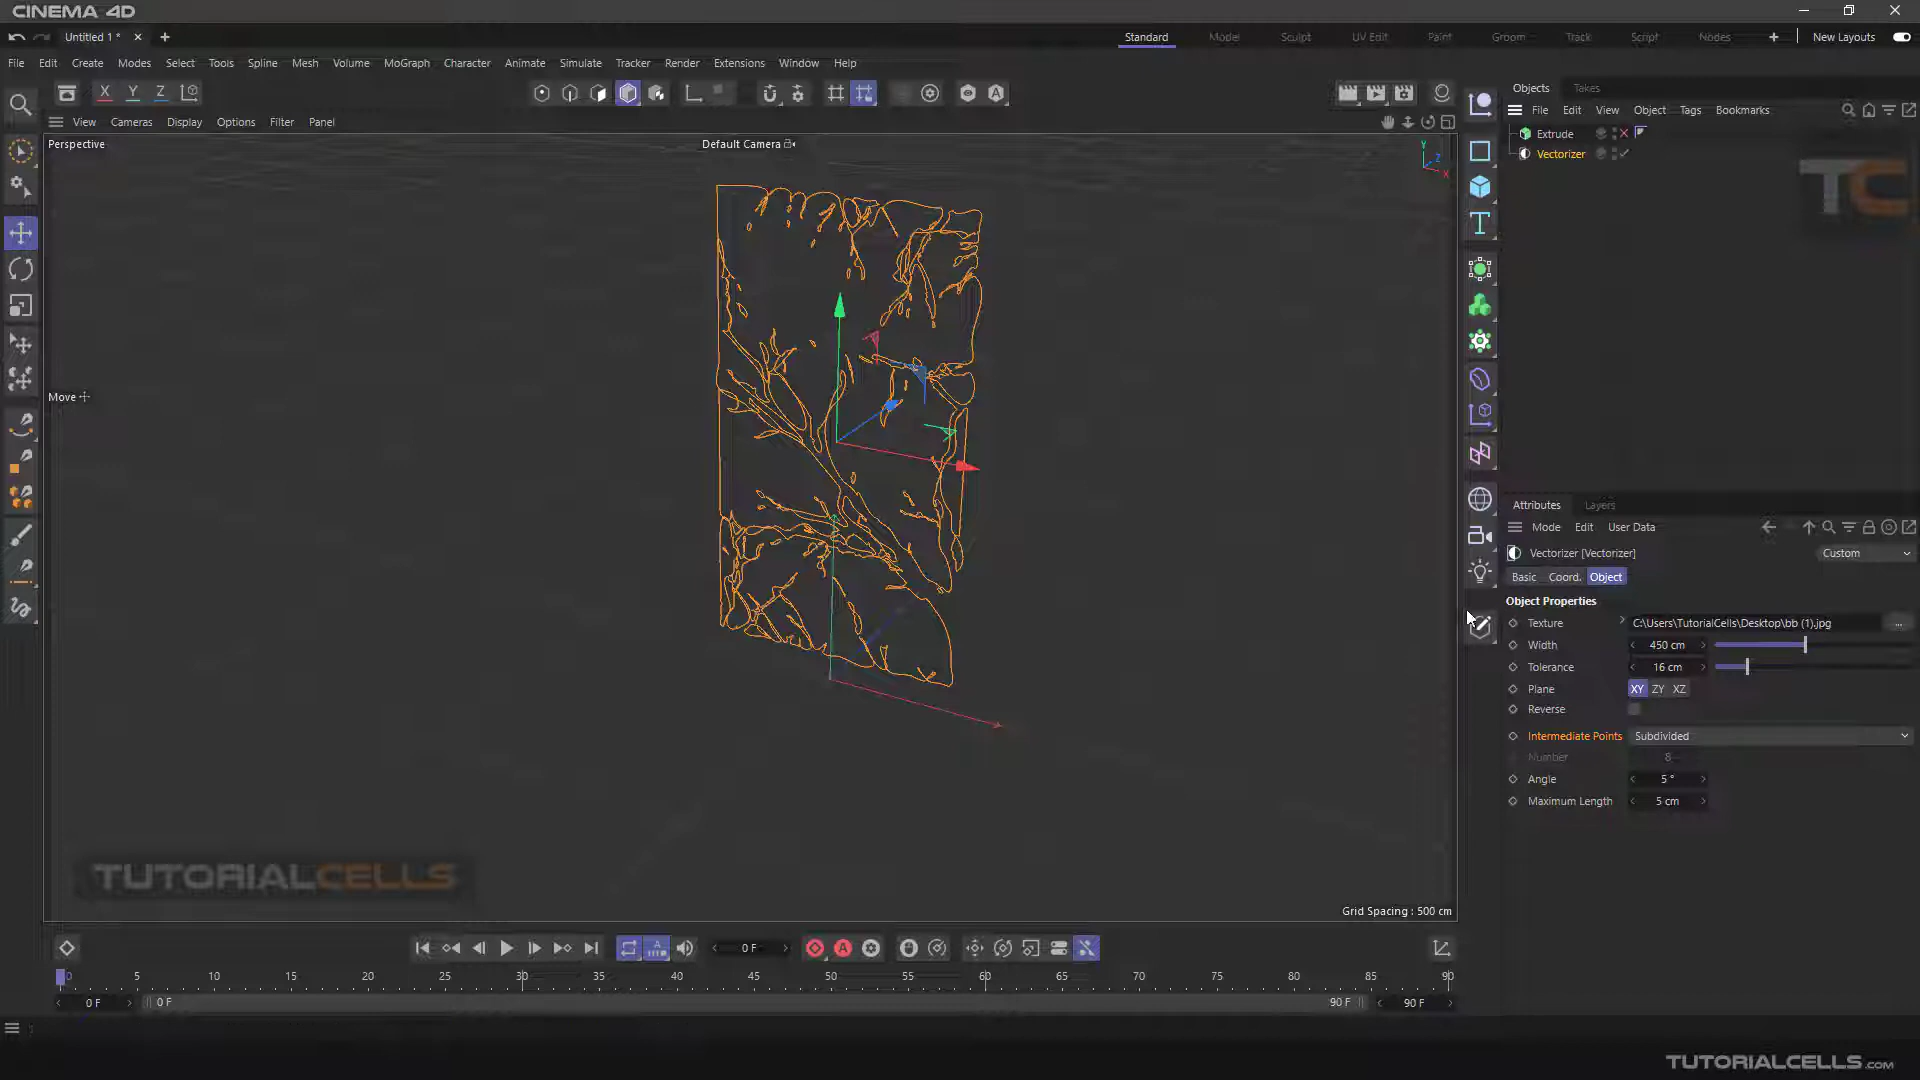 CINEMA 4D
Untitled 1 *
Standard Model Sculpt UV Edit Paint Groom Track Script Nodes New Layouts
File Edit Create Modes Select Tools Spline Mesh Volume MoGraph Character Animate Simulate Tracker Render Extensions Window Help
X Y Z
Objects Takes
File Edit View Object Tags Bookmarks
View Cameras Display Options Filter Panel
Perspective
Default Camera
Y
Z
X
Extrude
Vectorizer
TC
Move
Attributes Layers
Mode Edit User Data
Vectorizer [Vectorizer] Custom
Basic Coord. Object
Object Properties
Texture C:\Users\TutorialCells\Desktop\bb (1).jpg ...
Width 450 cm
Tolerance 16 cm
Plane XY ZY XZ
Reverse
Intermediate Points Subdivided
Number 8
Angle 5 °
Maximum Length 5 cm
TUTORIALCELLS
Grid Spacing : 500 cm
0 F
0 5 10 15 20 25 30 35 40 45 50 55 60 65 70 75 80 85 90
0 F 0 F 90 F 90 F
TUTORIALCELLS.COM